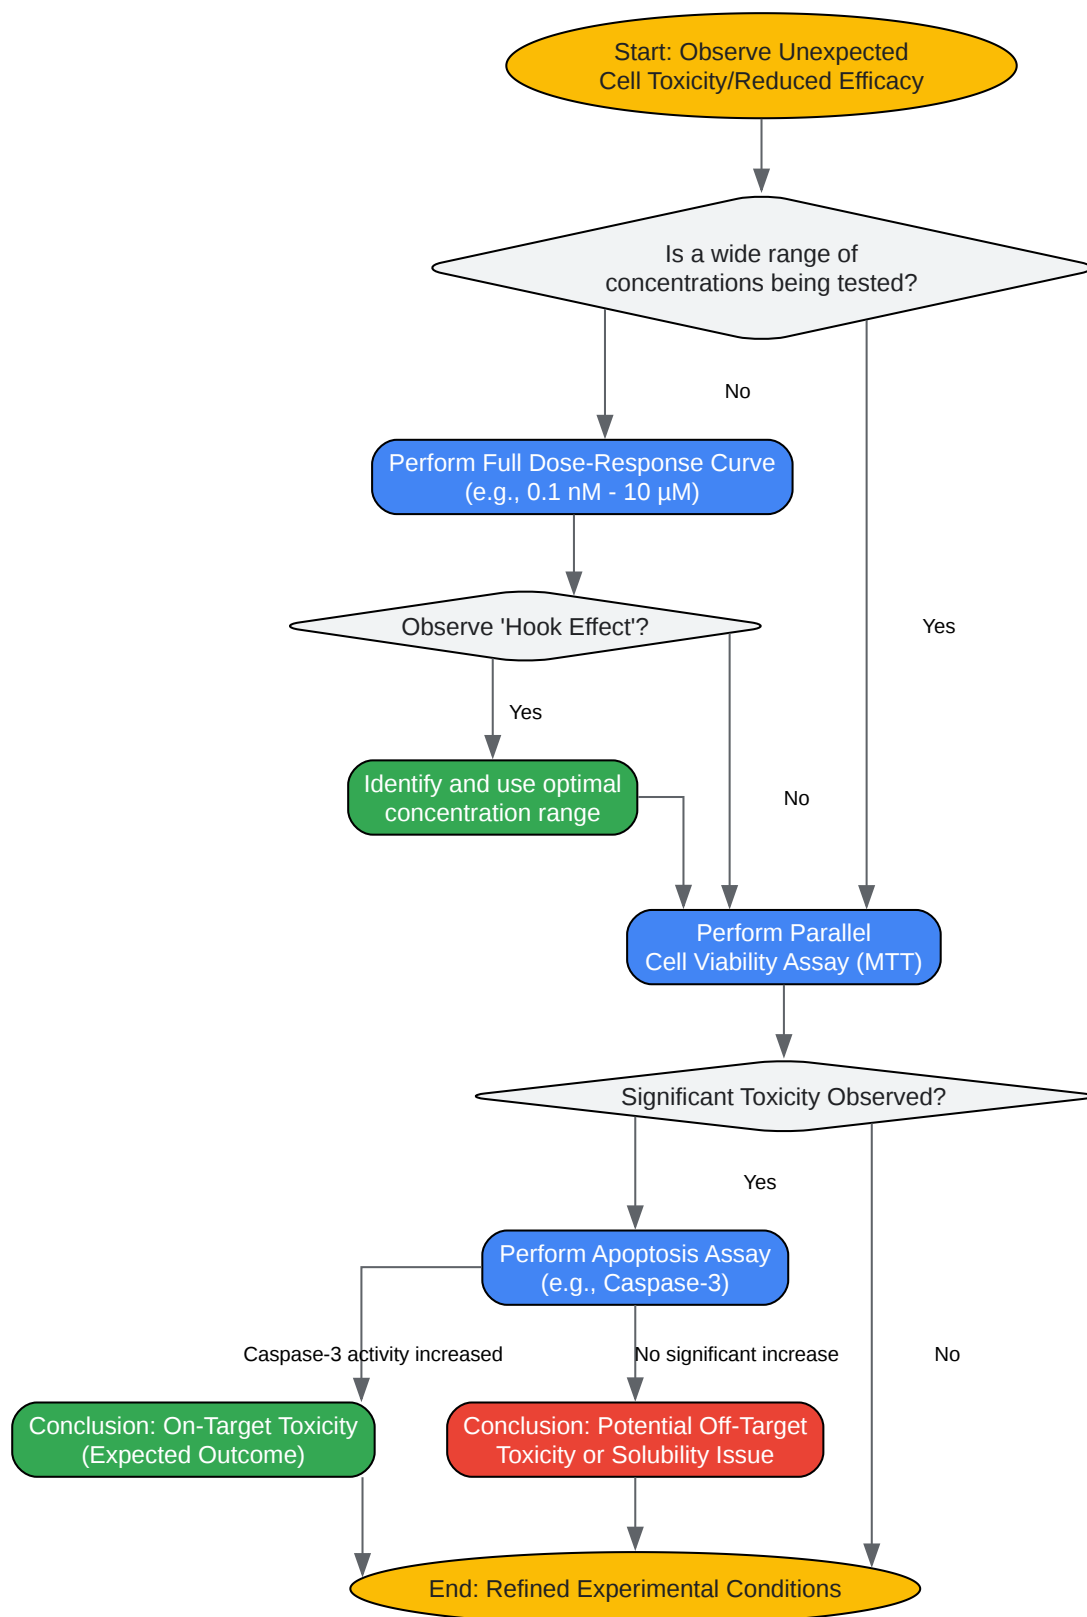 Start: Observe Unexpected
Cell Toxicity/Reduced Efficacy
Is a wide range of
concentrations being tested?
No
Perform Full Dose-Response Curve
(e.g., 0.1 nM - 10 µM)
Observe 'Hook Effect'?
Yes
Yes
Identify and use optimal
concentration range
No
Perform Parallel
Cell Viability Assay (MTT)
Significant Toxicity Observed?
Yes
Perform Apoptosis Assay
(e.g., Caspase-3)
Caspase-3 activity increased
No significant increase
No
Conclusion: On-Target Toxicity
(Expected Outcome)
Conclusion: Potential Off-Target
Toxicity or Solubility Issue
End: Refined Experimental Conditions